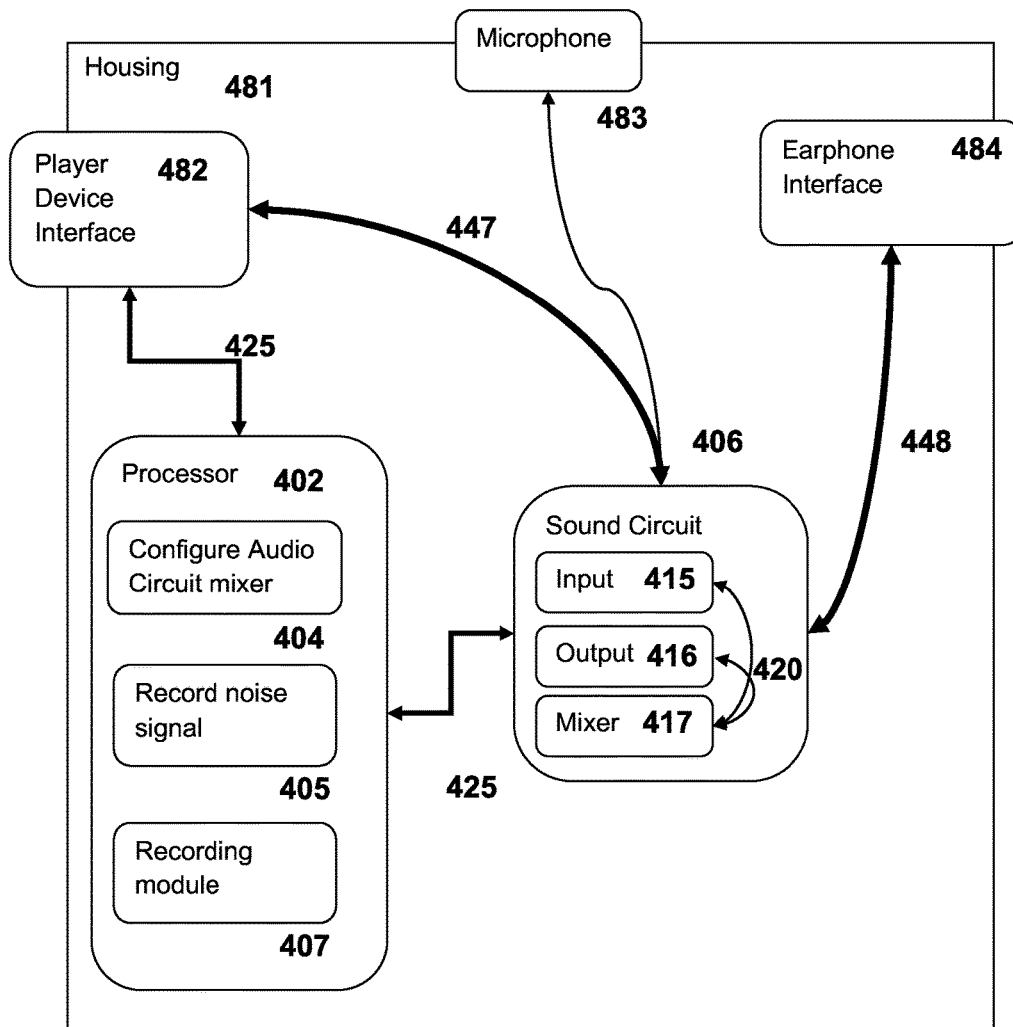 Microphone
Housing
481
483
Player
Device
Interface
482
Earphone
Interface
484
447
425
406
448
Processor
402
Configure Audio
Circuit mixer
404
Record noise
signal
405
Recording
module
407
Sound Circuit
Input
415
Output
416
Mixer
417
420
425